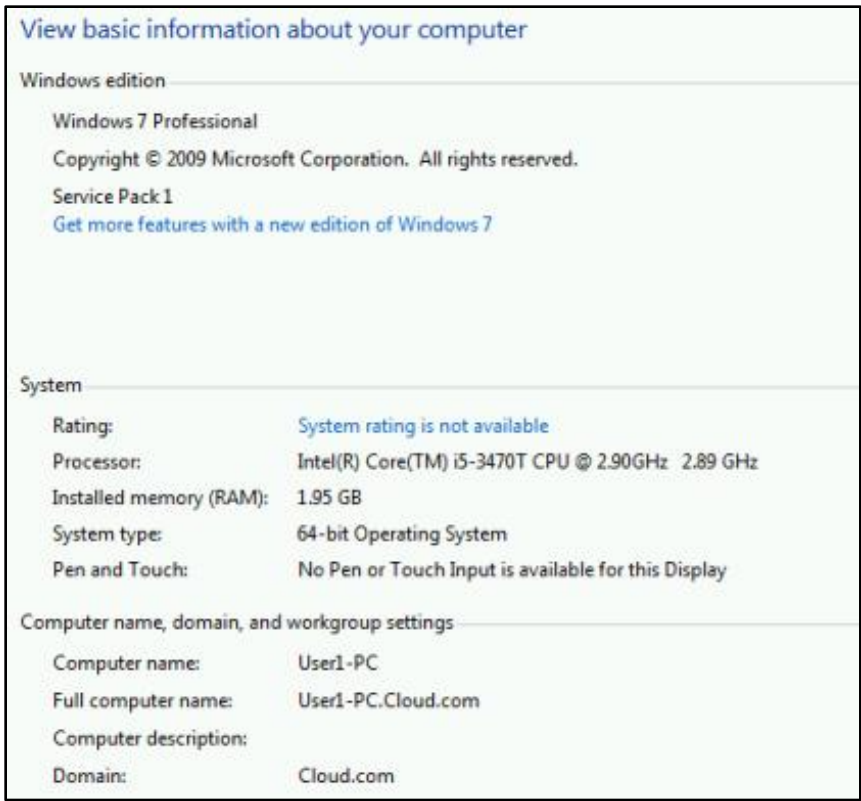 View basic information about your computer
Windows edition
Windows 7 Professional
Copyright © 2009 Microsoft Corporation.  All rights reserved.
Service Pack 1
Get more features with a new edition of Windows 7
System
Rating: System rating is not available
Processor: Intel(R) Core(TM) i5-3470T CPU @ 2.90GHz  2.89 GHz
Installed memory (RAM): 1.95 GB
System type: 64-bit Operating System
Pen and Touch: No Pen or Touch Input is available for this Display
Computer name, domain, and workgroup settings
Computer name: User1-PC
Full computer name: User1-PC.Cloud.com
Computer description:
Domain: Cloud.com